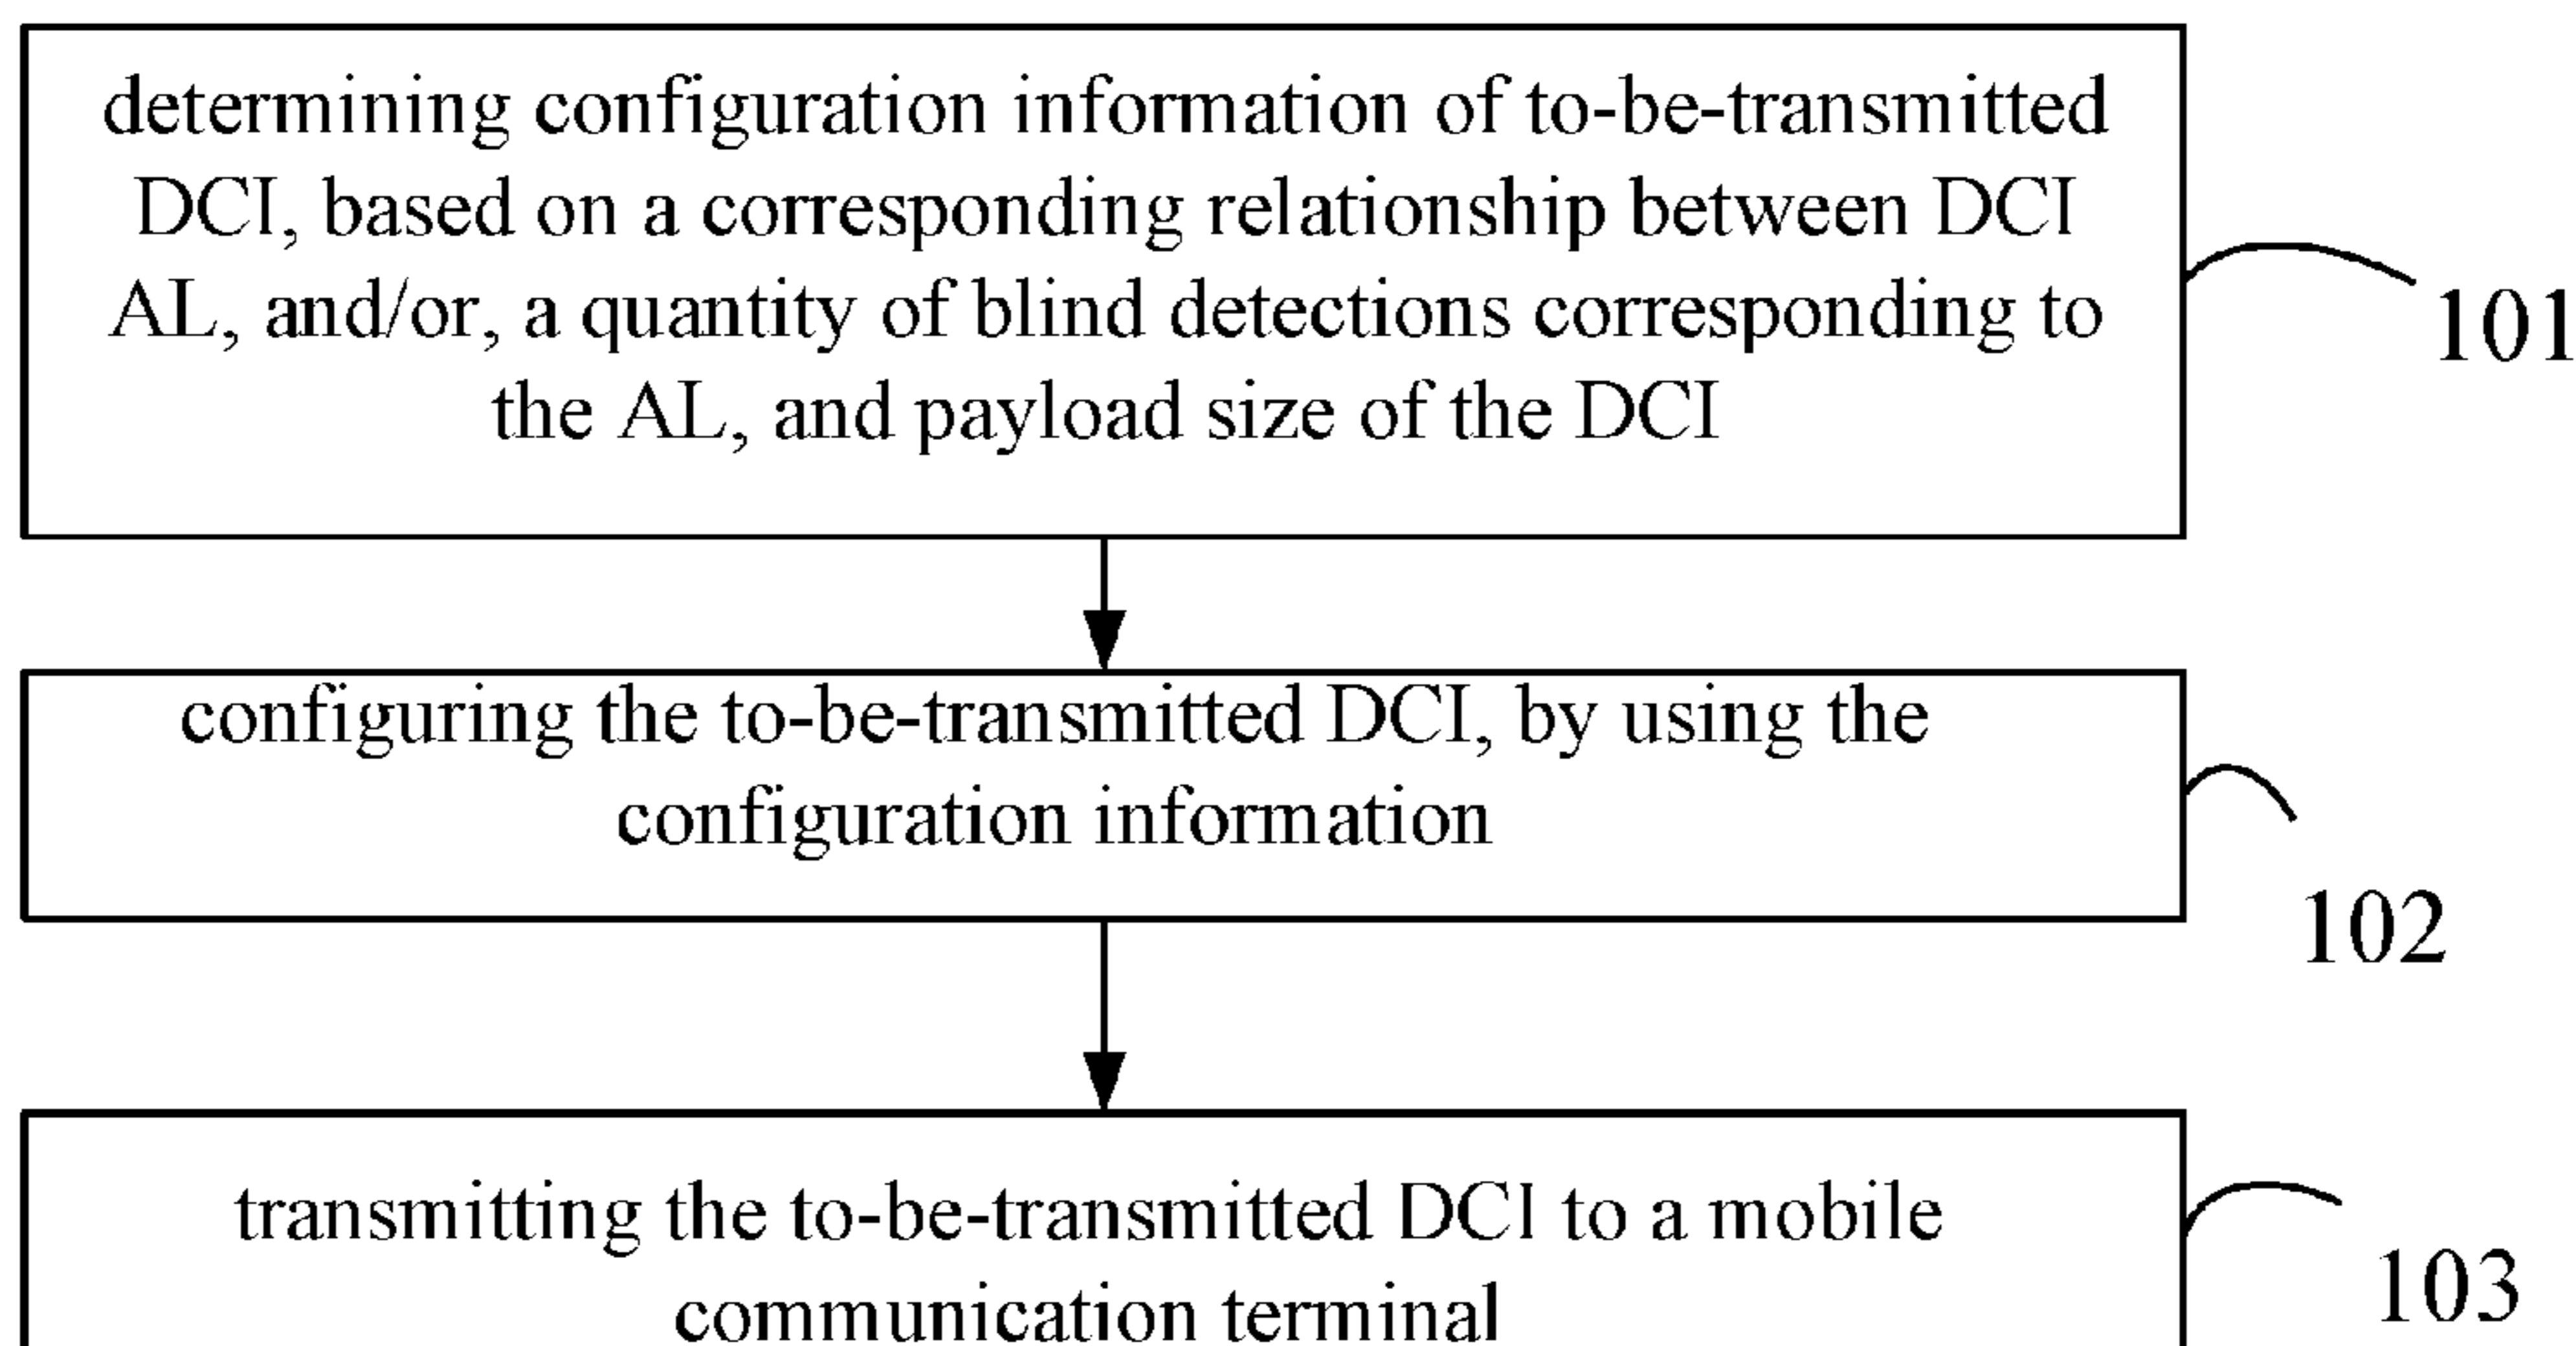 determining configuration information of to-be-transmitted
DCI, based on a corresponding relationship between DCI
AL, and/or, a quantity of blind detections corresponding to
the AL, and payload size of the DCI
101
configuring the to-be-transmitted DCI, by using the
configuration information
102
transmitting the to-be-transmitted DCI to a mobile
communication terminal
103